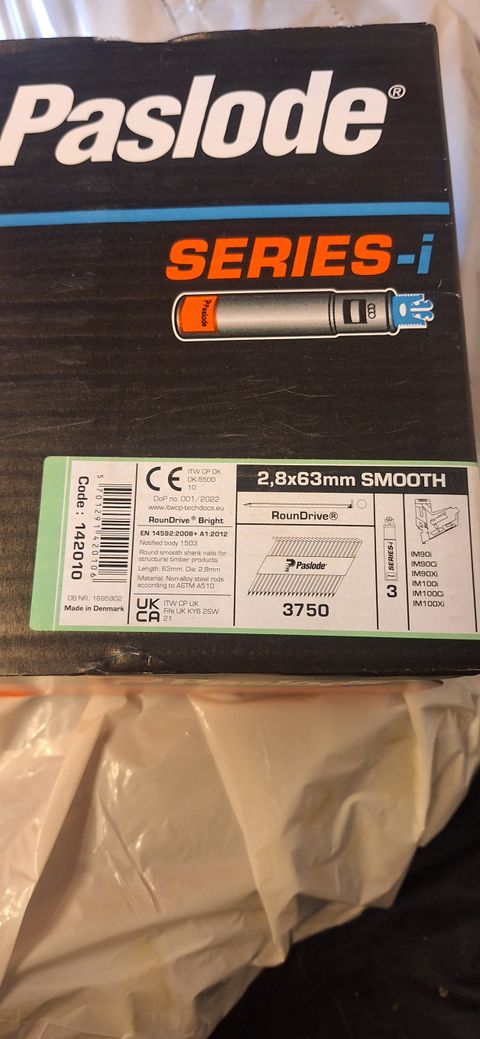 Paslode®
SERIES-i
Paslode
Code : 142010
5 701291 420106
DB NR. 1695902
Made in Denmark
CE
ITW CP DK
DK-5500
10
DoP no. 001/2022
www.itwcp-techdocs.eu
RounDrive® Bright
EN 14592:2008+ A1:2012
Notified body 1503
Round smooth shank nails for
structural timber products.
Length: 63mm. Dia: 2,8mm.
Material: Non-alloy steel rods
according to ASTM A510
UK
CA
ITW CP UK
Fife UK KY8 2SW
21
2,8x63mm SMOOTH
RounDrive®
Paslode®
3750
SERIES-i
3
IM90i
IM90Ci
IM90Xi
IM100i
IM100Ci
IM100Xi